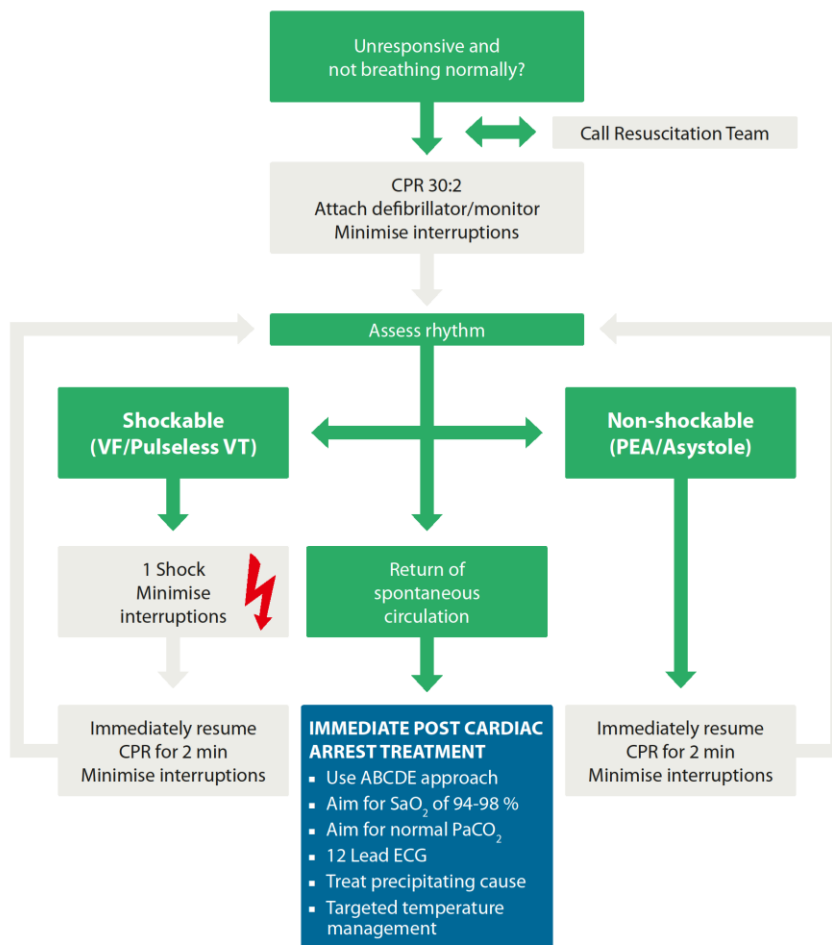 Unresponsive and
not breathing normally?
Call Resuscitation Team
CPR 30:2
Attach defibrillator/monitor
Minimise interruptions
Assess rhythm
Shockable
(VF/Pulseless VT)
Non-shockable
(PEA/Asystole)
1 Shock
Minimise
interruptions
Return of
spontaneous
circulation
Immediately resume
CPR for 2 min
Minimise interruptions
IMMEDIATE POST CARDIAC
ARREST TREATMENT
▪ Use ABCDE approach
▪ Aim for SaO₂ of 94-98 %
▪ Aim for normal PaCO₂
▪ 12 Lead ECG
▪ Treat precipitating cause
▪ Targeted temperature
management
Immediately resume
CPR for 2 min
Minimise interruptions